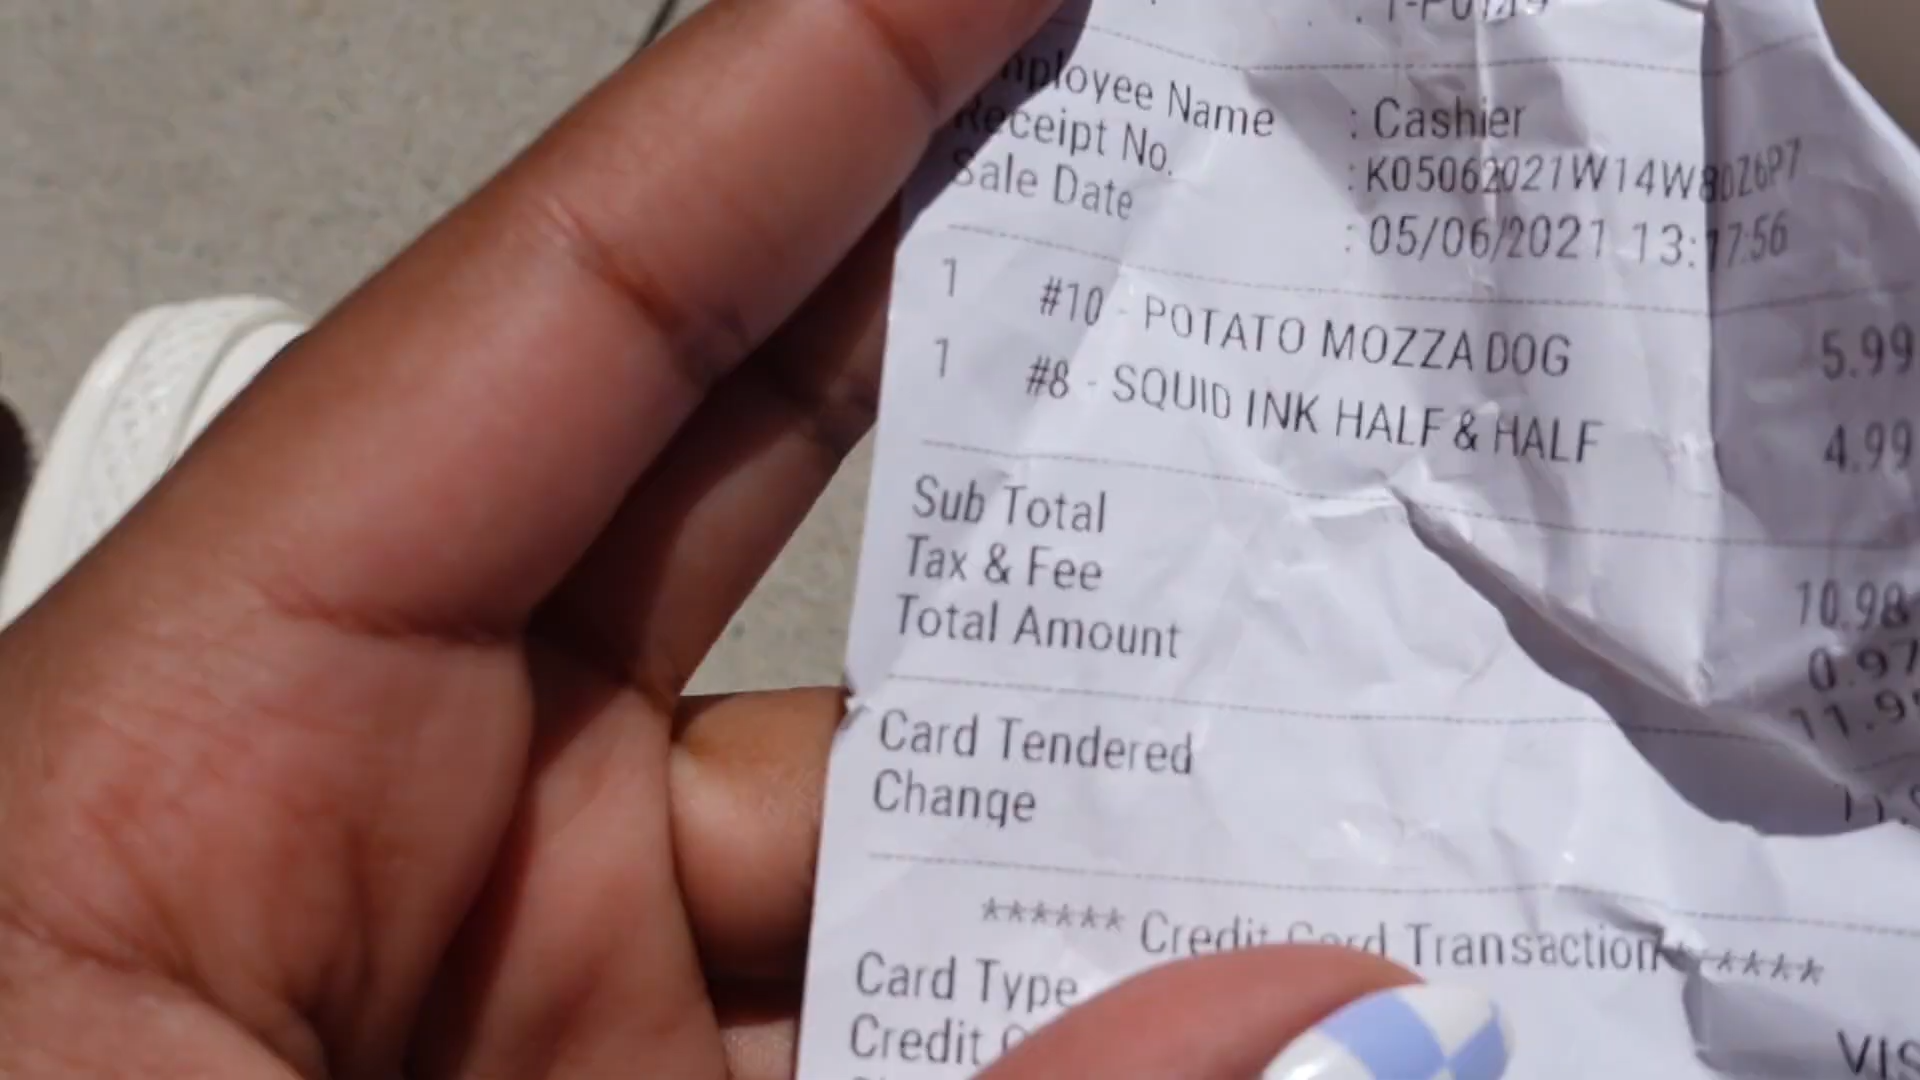 Employee Name : Cashier
Receipt No. : K05062021W14W80Z6P7
Sale Date : 05/06/2021 13:17:56
1 #10 - POTATO MOZZA DOG 5.99
1 #8 - SQUID INK HALF & HALF 4.99
Sub Total 10.98
Tax & Fee 0.97
Total Amount
Card Tendered
Change
****** Credit Card Transaction
Card Type
Credit